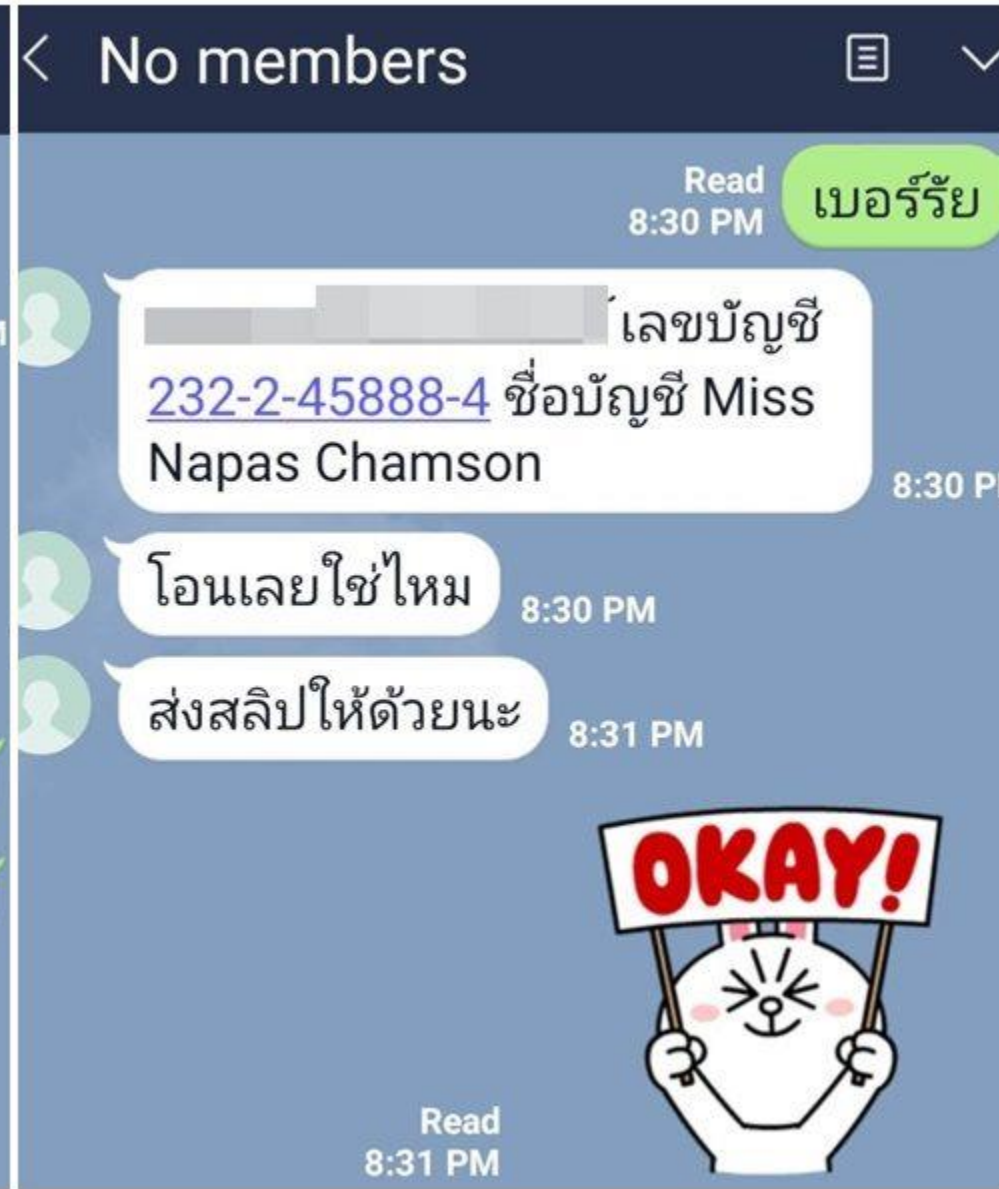 No members
Read
8:30 PM
เบอร์รัย
เลขบัญชี
232-2-45888-4 ชื่อบัญชี Miss
Napas Chamson
8:30 P
โอนเลยใช่ไหม
8:30 PM
ส่งสลิปให้ด้วยนะ
8:31 PM
OKAY!
Read
8:31 PM